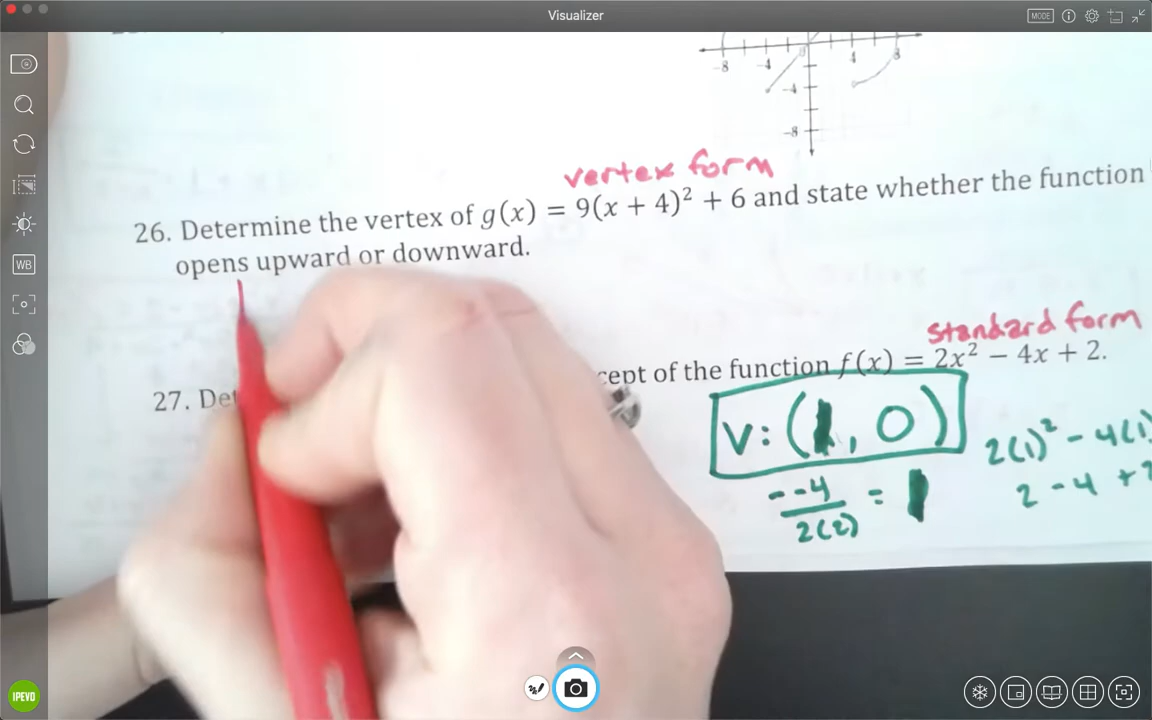 Visualizer
MODE
WB
-8 -4 4 8
-4
-8
vertex form
26. Determine the vertex of g(x) = 9(x + 4)² + 6 and state whether the function
opens upward or downward.
standard form
27. De cept of the function f(x) = 2x² − 4x + 2.
V: (1, 0)
2(1)² - 4(1)
2 - 4 + 2
--4/2(2) = 1
IPEVO